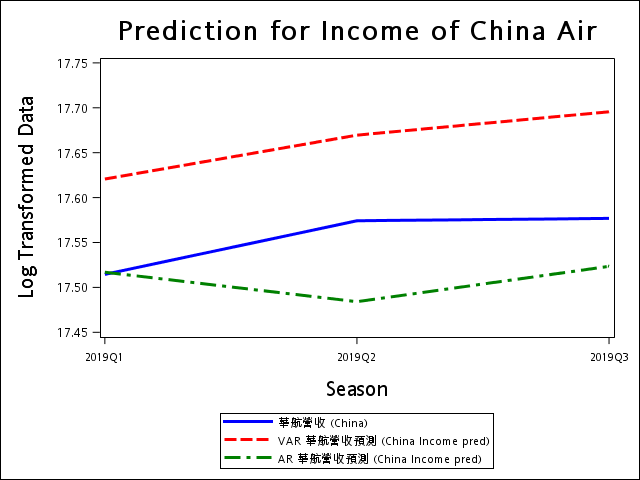 Prediction for Income of China Air
Log Transformed Data
17.75
17.70
17.65
17.60
17.55
17.50
17.45
2019Q1 2019Q2 2019Q3
Season
華航營收 (China)
VAR 華航營收預測 (China Income pred)
AR 華航營收預測 (China Income pred)